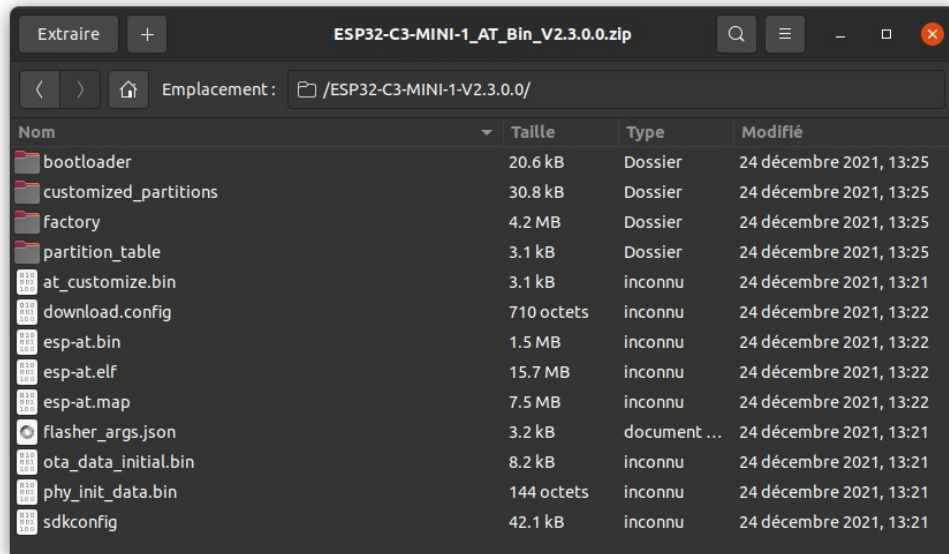 Extraire + ESP32-C3-MINI-1_AT_Bin_V2.3.0.0.zip
Emplacement : /ESP32-C3-MINI-1-V2.3.0.0/
Nom Taille Type Modifié
bootloader 20.6 kB Dossier 24 décembre 2021, 13:25
customized_partitions 30.8 kB Dossier 24 décembre 2021, 13:25
factory 4.2 MB Dossier 24 décembre 2021, 13:25
partition_table 3.1 kB Dossier 24 décembre 2021, 13:25
at_customize.bin 3.1 kB inconnu 24 décembre 2021, 13:21
download.config 710 octets inconnu 24 décembre 2021, 13:22
esp-at.bin 1.5 MB inconnu 24 décembre 2021, 13:22
esp-at.elf 15.7 MB inconnu 24 décembre 2021, 13:22
esp-at.map 7.5 MB inconnu 24 décembre 2021, 13:22
flasher_args.json 3.2 kB document ... 24 décembre 2021, 13:21
ota_data_initial.bin 8.2 kB inconnu 24 décembre 2021, 13:21
phy_init_data.bin 144 octets inconnu 24 décembre 2021, 13:21
sdkconfig 42.1 kB inconnu 24 décembre 2021, 13:21